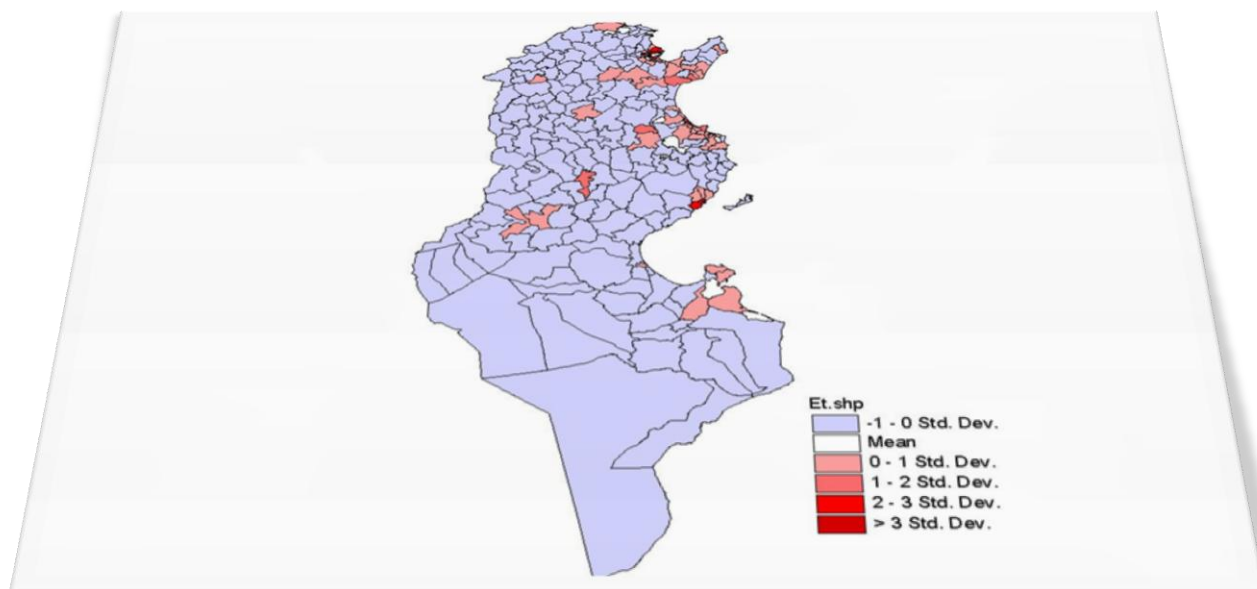 Et.shp
-1 - 0 Std. Dev.
Mean
0 - 1 Std. Dev.
1 - 2 Std. Dev.
2 - 3 Std. Dev.
> 3 Std. Dev.